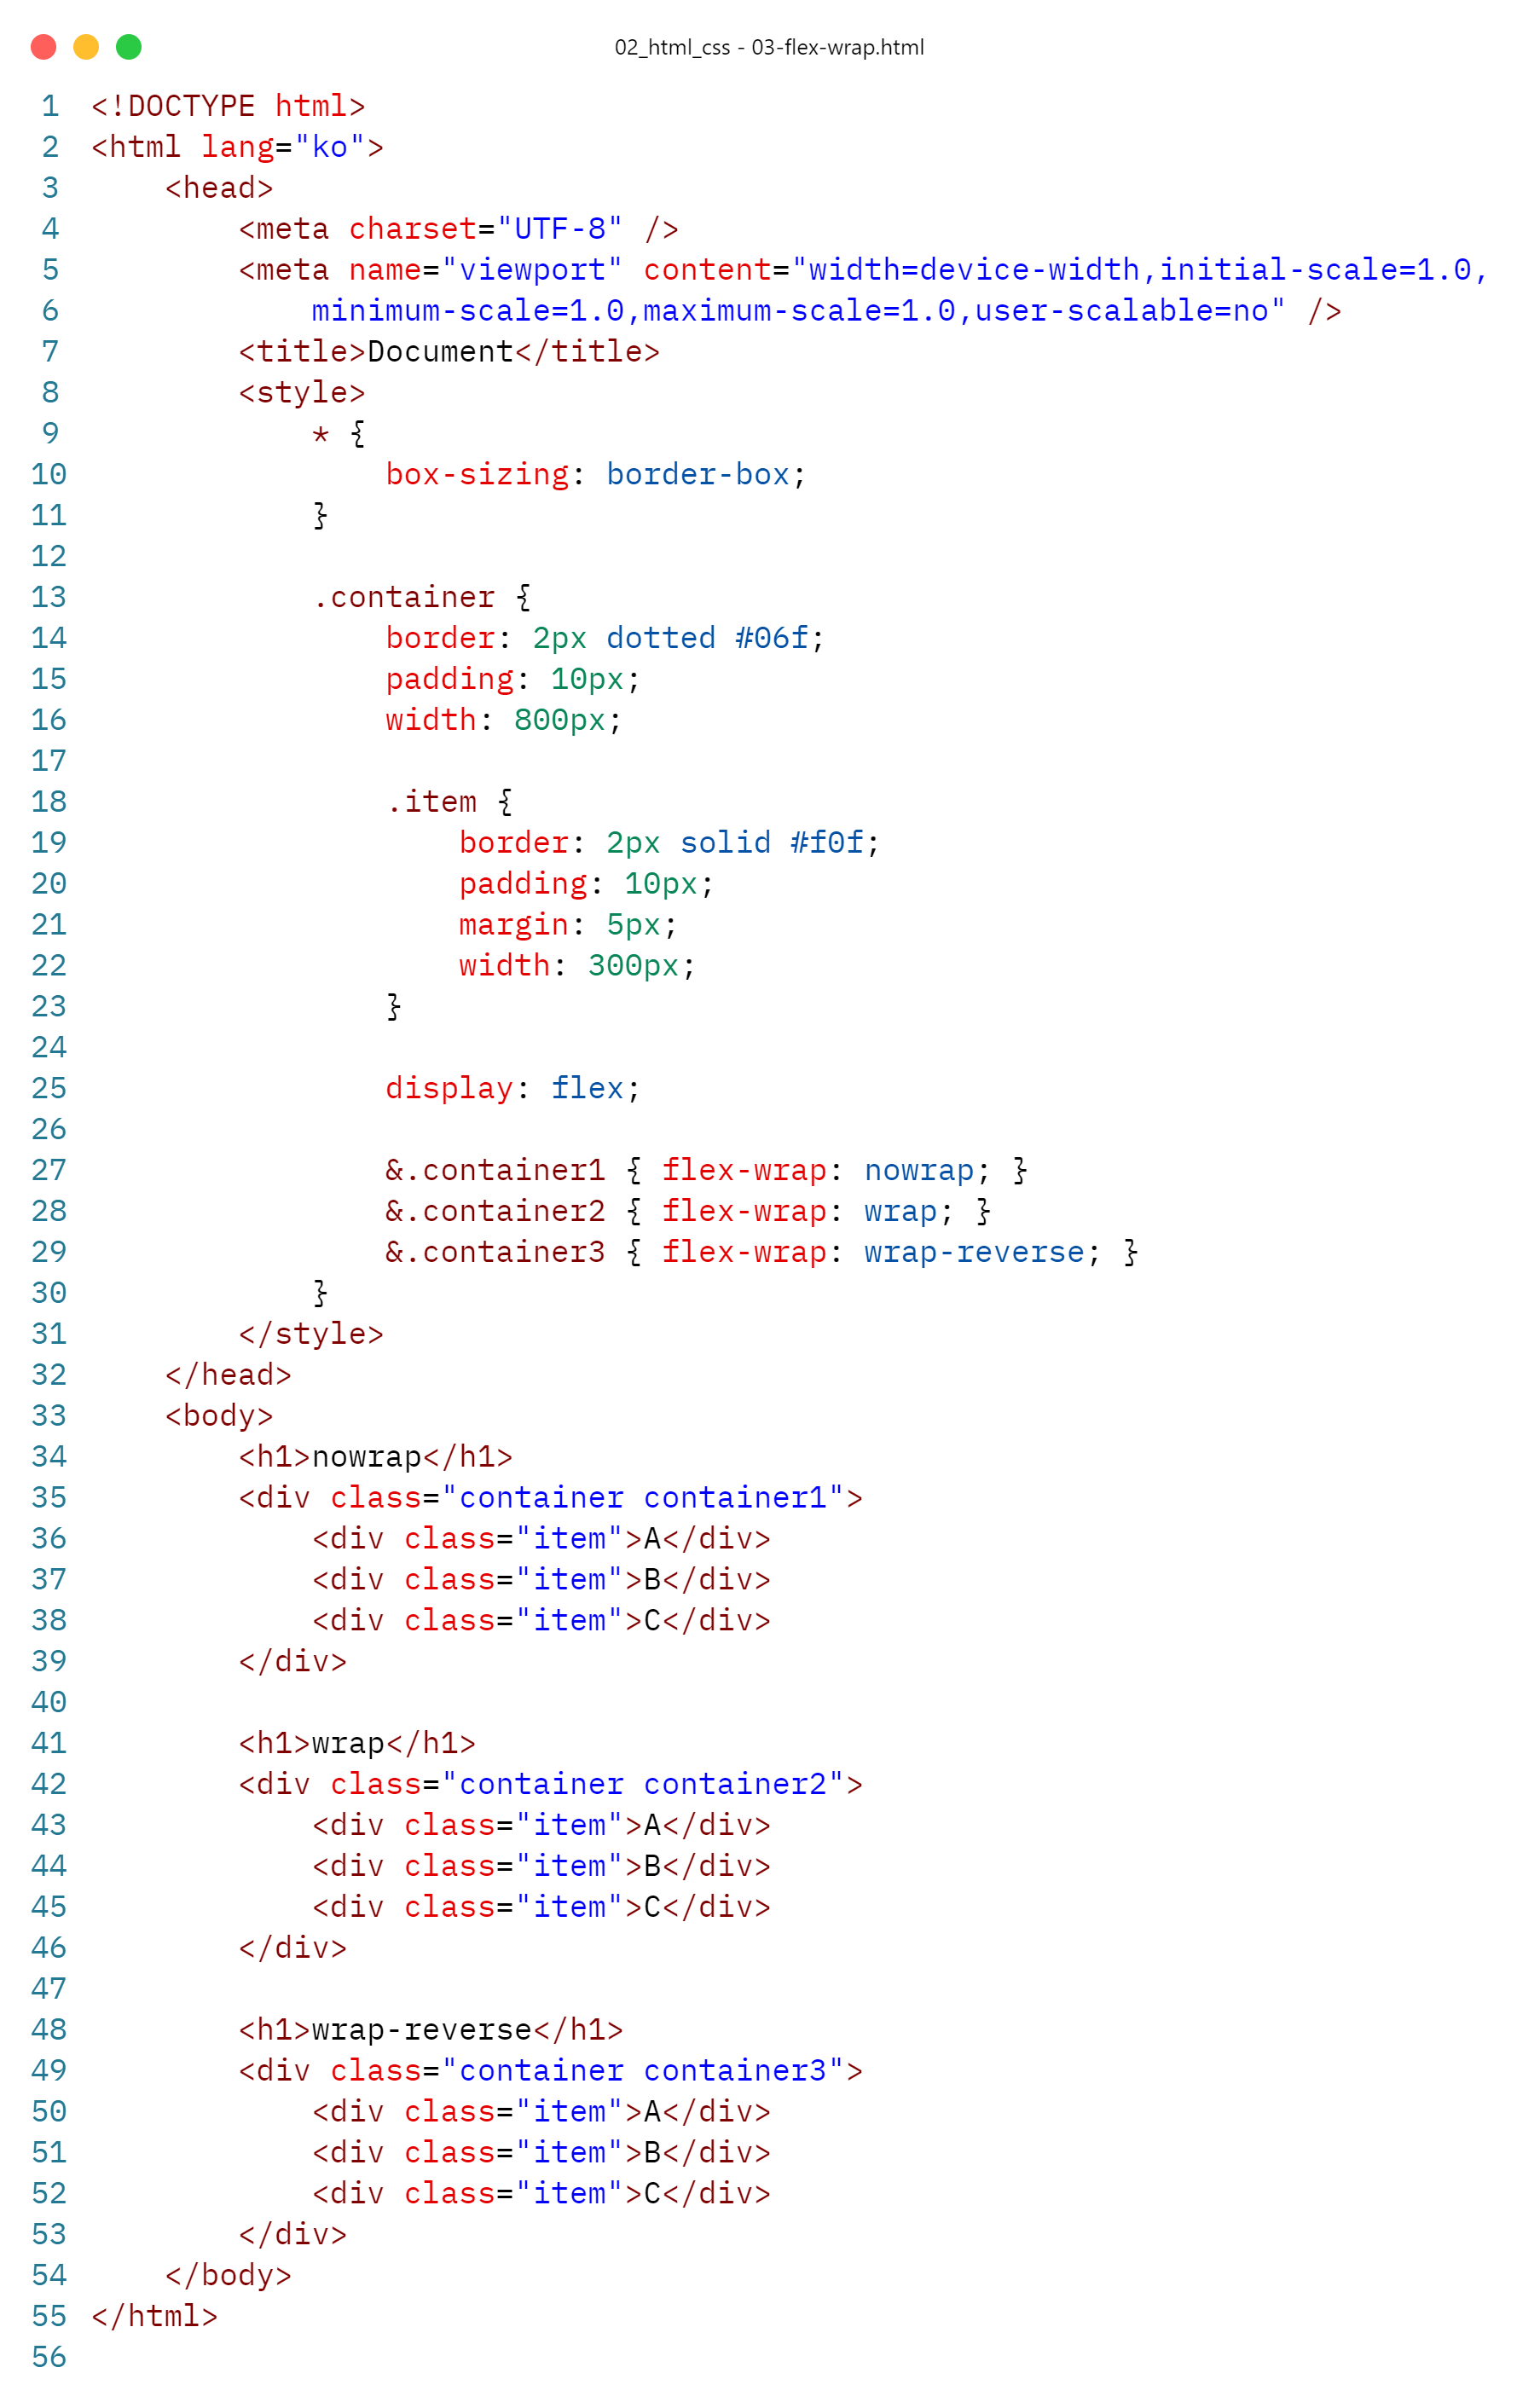 02_html_css - 03-flex-wrap.html
1 <!DOCTYPE html>
2 <html lang="ko">
3     <head>
4         <meta charset="UTF-8" />
5         <meta name="viewport" content="width=device-width,initial-scale=1.0,
6             minimum-scale=1.0,maximum-scale=1.0,user-scalable=no" />
7         <title>Document</title>
8         <style>
9             * {
10                 box-sizing: border-box;
11             }
12
13             .container {
14                 border: 2px dotted #06f;
15                 padding: 10px;
16                 width: 800px;
17
18                 .item {
19                     border: 2px solid #f0f;
20                     padding: 10px;
21                     margin: 5px;
22                     width: 300px;
23                 }
24
25                 display: flex;
26
27                 &.container1 { flex-wrap: nowrap; }
28                 &.container2 { flex-wrap: wrap; }
29                 &.container3 { flex-wrap: wrap-reverse; }
30             }
31         </style>
32     </head>
33     <body>
34         <h1>nowrap</h1>
35         <div class="container container1">
36             <div class="item">A</div>
37             <div class="item">B</div>
38             <div class="item">C</div>
39         </div>
40
41         <h1>wrap</h1>
42         <div class="container container2">
43             <div class="item">A</div>
44             <div class="item">B</div>
45             <div class="item">C</div>
46         </div>
47
48         <h1>wrap-reverse</h1>
49         <div class="container container3">
50             <div class="item">A</div>
51             <div class="item">B</div>
52             <div class="item">C</div>
53         </div>
54     </body>
55 </html>
56